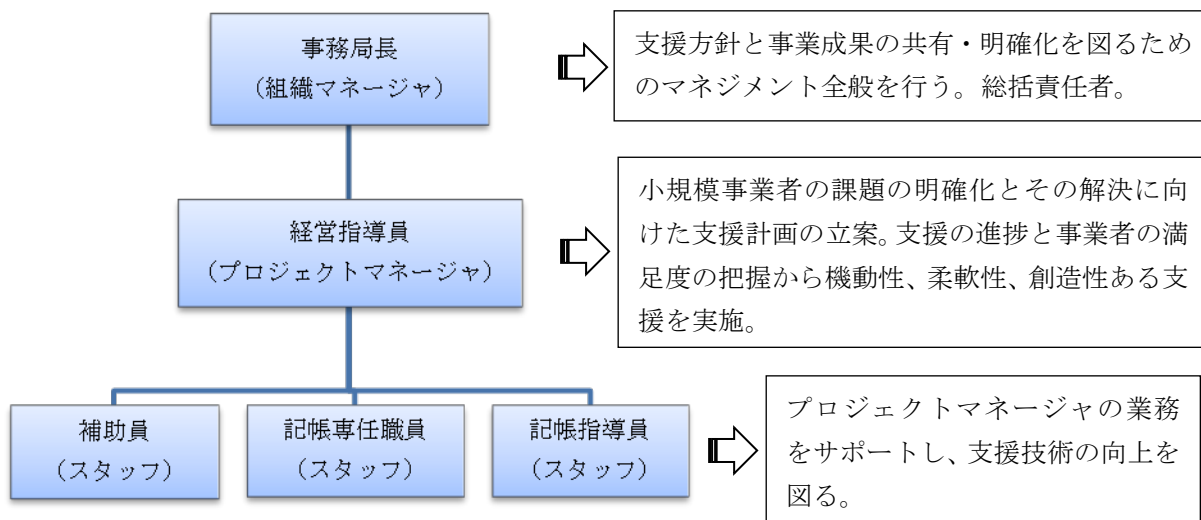 事務局長
(組織マネージャ)
支援方針と事業成果の共有・明確化を図るため
のマネジメント全般を行う。総括責任者。
経営指導員
(プロジェクトマネージャ)
小規模事業者の課題の明確化とその解決に向
けた支援計画の立案。支援の進捗と事業者の満
足度の把握から機動性、柔軟性、創造性ある支
援を実施。
補助員
(スタッフ)
記帳専任職員
(スタッフ)
記帳指導員
(スタッフ)
プロジェクトマネージャの業務
をサポートし、支援技術の向上を
図る。